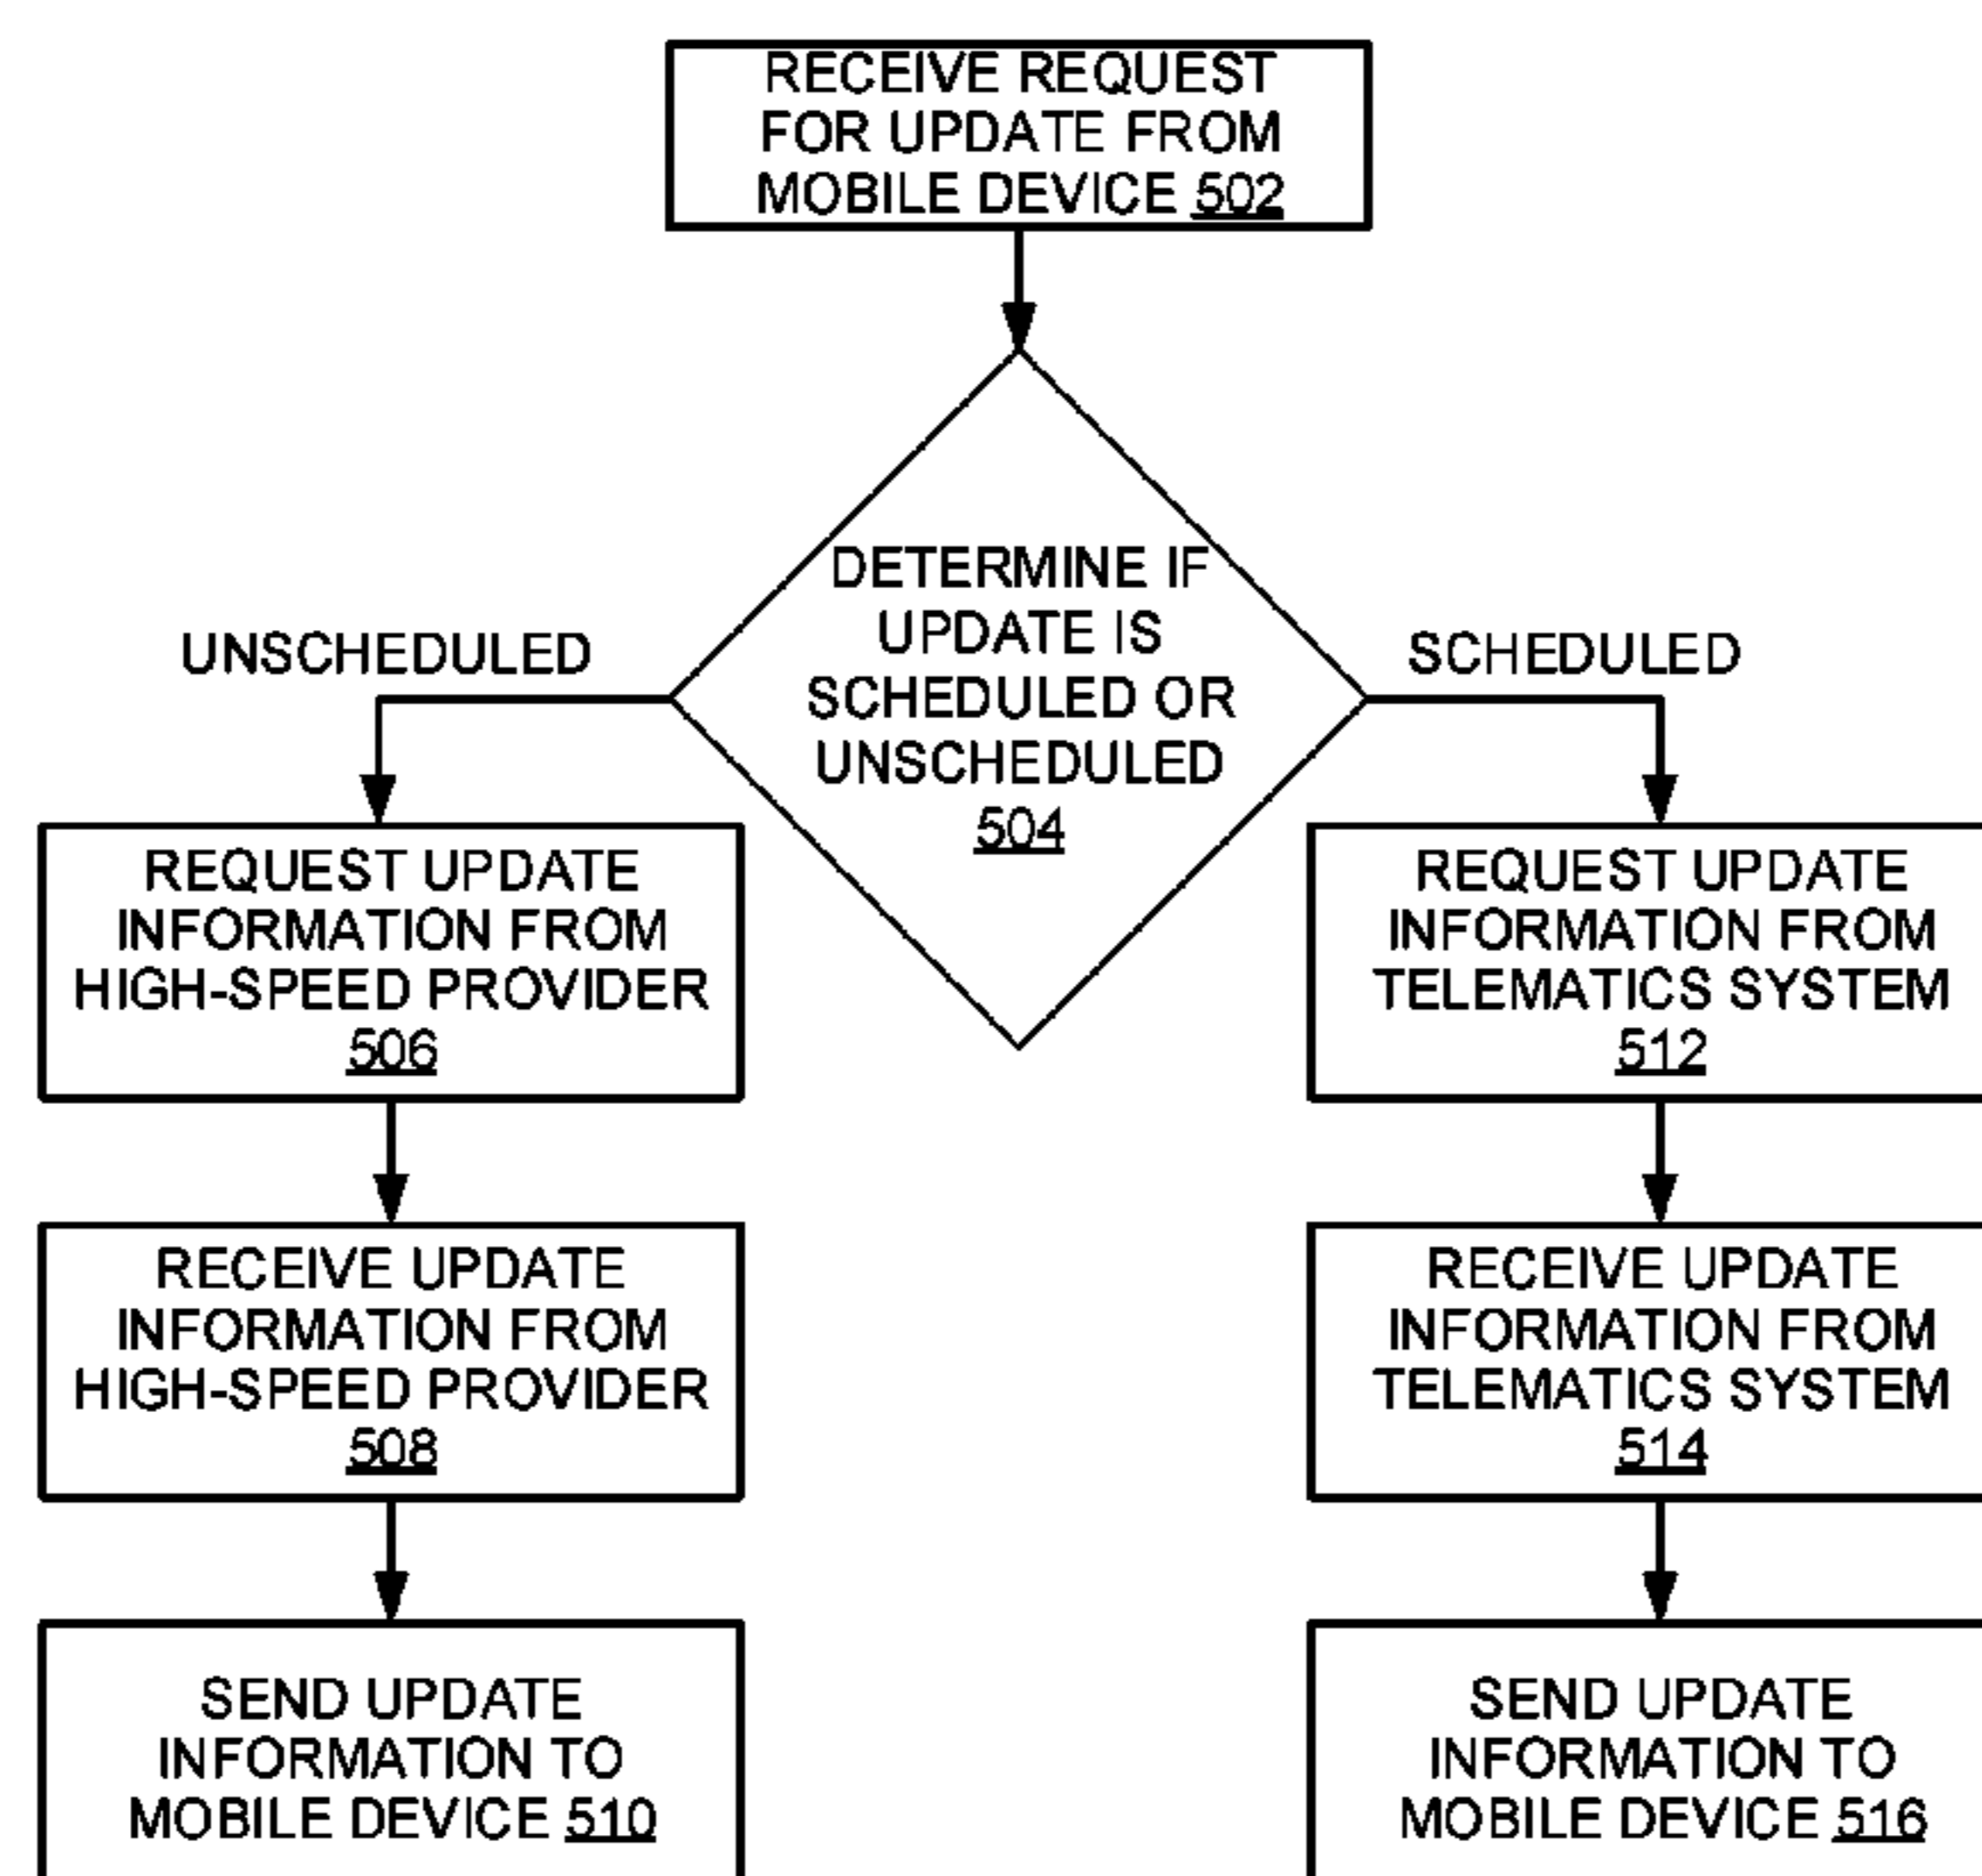 RECEIVE REQUEST
FOR UPDATE FROM
MOBILE DEVICE 502
DETERMINE IF
UPDATE IS
SCHEDULED OR
UNSCHEDULED
504
UNSCHEDULED
SCHEDULED
REQUEST UPDATE
INFORMATION FROM
HIGH-SPEED PROVIDER
506
RECEIVE UPDATE
INFORMATION FROM
HIGH-SPEED PROVIDER
508
SEND UPDATE
INFORMATION TO
MOBILE DEVICE 510
REQUEST UPDATE
INFORMATION FROM
TELEMATICS SYSTEM
512
RECEIVE UPDATE
INFORMATION FROM
TELEMATICS SYSTEM
514
SEND UPDATE
INFORMATION TO
MOBILE DEVICE 516